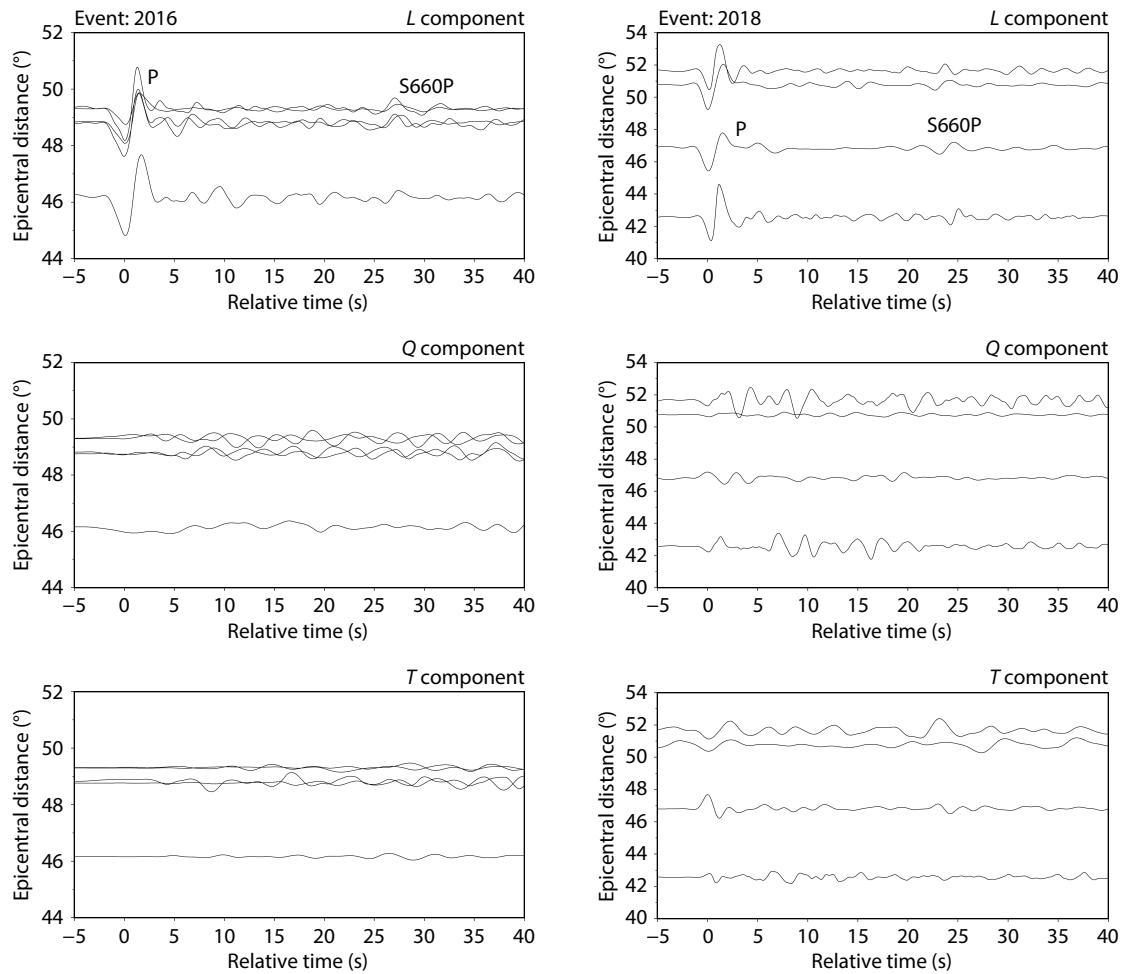 Event: 2016 L component
52
50
48
46
44
Epicentral distance (°)
P
S660P
−5 0 5 10 15 20 25 30 35 40
Relative time (s)
Event: 2018 L component
54
52
50
48
46
44
42
40
Epicentral distance (°)
P
S660P
−5 0 5 10 15 20 25 30 35 40
Relative time (s)
Q component
52
50
48
46
44
Epicentral distance (°)
−5 0 5 10 15 20 25 30 35 40
Relative time (s)
Q component
54
52
50
48
46
44
42
40
Epicentral distance (°)
−5 0 5 10 15 20 25 30 35 40
Relative time (s)
T component
52
50
48
46
44
Epicentral distance (°)
−5 0 5 10 15 20 25 30 35 40
Relative time (s)
T component
54
52
50
48
46
44
42
40
Epicentral distance (°)
−5 0 5 10 15 20 25 30 35 40
Relative time (s)